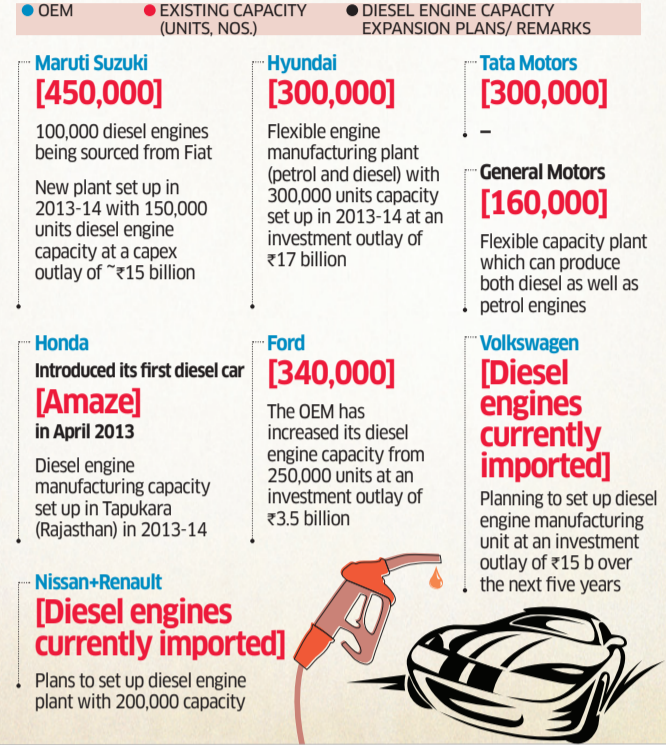 OEM
EXISTING CAPACITY
(UNITS, NOS.)
DIESEL ENGINE CAPACITY
EXPANSION PLANS/ REMARKS
Maruti Suzuki
[450,000]
100,000 diesel engines
being sourced from Fiat
New plant set up in
2013-14 with 150,000
units diesel engine
capacity at a capex
outlay of ~₹15 billion
Hyundai
[300,000]
Flexible engine
manufacturing plant
(petrol and diesel) with
300,000 units capacity
set up in 2013-14 at an
investment outlay of
₹17 billion
Tata Motors
[300,000]
–
General Motors
[160,000]
Flexible capacity plant
which can produce
both diesel as well as
petrol engines
Honda
Introduced its first diesel car
[Amaze]
in April 2013
Diesel engine
manufacturing capacity
set up in Tapukara
(Rajasthan) in 2013-14
Ford
[340,000]
The OEM has
increased its diesel
engine capacity from
250,000 units at an
investment outlay of
₹3.5 billion
Volkswagen
[Diesel
engines
currently
imported]
Planning to set up diesel
engine manufacturing
unit at an investment
outlay of ₹15 b over
the next five years
Nissan+Renault
[Diesel engines
currently imported]
Plans to set up diesel engine
plant with 200,000 capacity